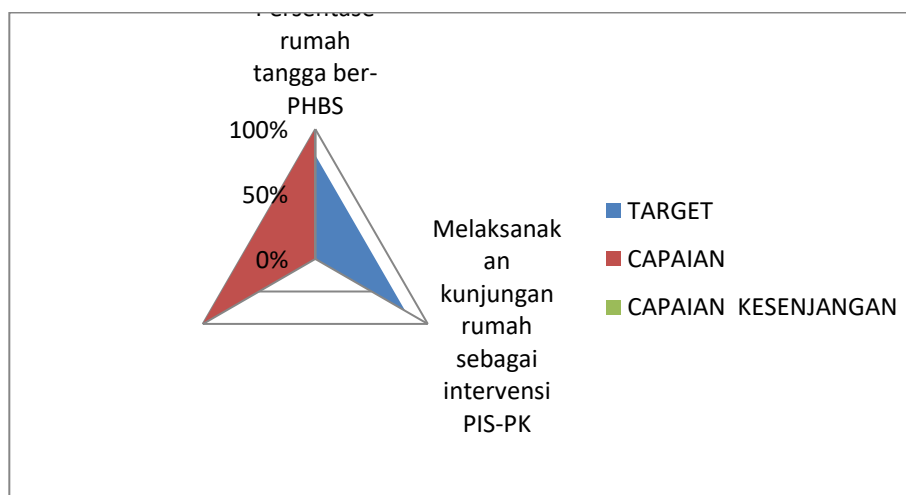 rumah
tangga ber-
PHBS
100%
50%
0%
Melaksanak
an
kunjungan
rumah
sebagai
intervensi
PIS-PK
TARGET
CAPAIAN
CAPAIAN KESENJANGAN